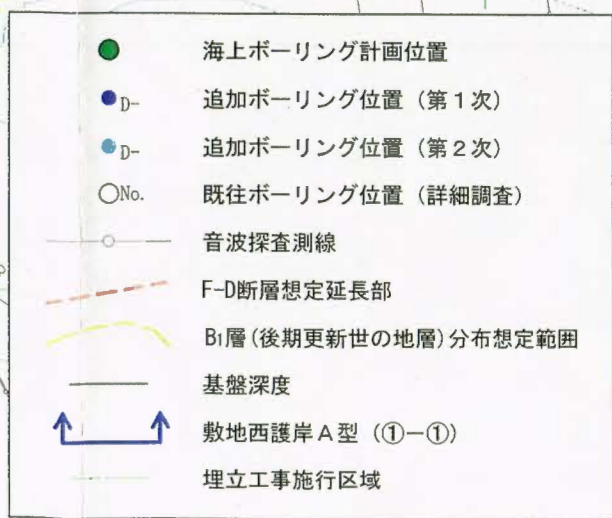 海上ボーリング計画位置
D- 追加ボーリング位置（第１次）
D- 追加ボーリング位置（第２次）
No. 既往ボーリング位置（詳細調査）
音波探査測線
F-D断層想定延長部
B1層(後期更新世の地層)分布想定範囲
基盤深度
敷地西護岸Ａ型（①－①）
埋立工事施行区域